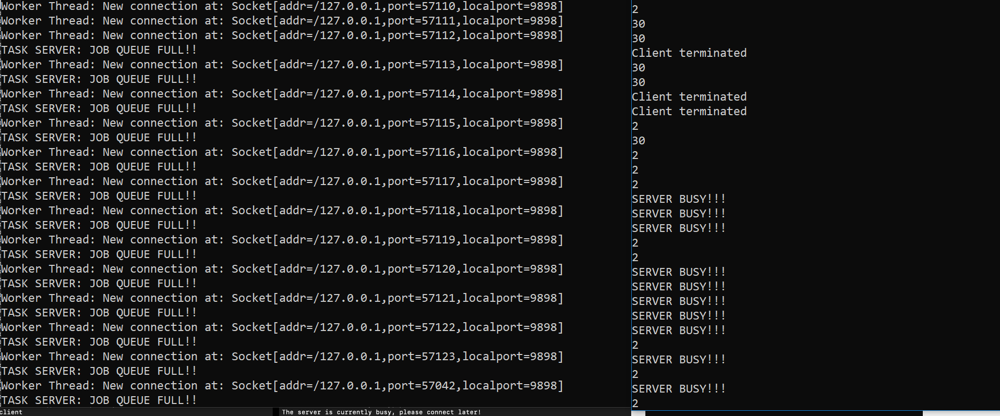 Worker Thread: New connection at: Socket[addr=/127.0.0.1,port=57110,localport=9898]
Worker Thread: New connection at: Socket[addr=/127.0.0.1,port=57111,localport=9898]
Worker Thread: New connection at: Socket[addr=/127.0.0.1,port=57112,localport=9898]
TASK SERVER: JOB QUEUE FULL!!
Worker Thread: New connection at: Socket[addr=/127.0.0.1,port=57113,localport=9898]
TASK SERVER: JOB QUEUE FULL!!
Worker Thread: New connection at: Socket[addr=/127.0.0.1,port=57114,localport=9898]
TASK SERVER: JOB QUEUE FULL!!
Worker Thread: New connection at: Socket[addr=/127.0.0.1,port=57115,localport=9898]
TASK SERVER: JOB QUEUE FULL!!
Worker Thread: New connection at: Socket[addr=/127.0.0.1,port=57116,localport=9898]
TASK SERVER: JOB QUEUE FULL!!
Worker Thread: New connection at: Socket[addr=/127.0.0.1,port=57117,localport=9898]
TASK SERVER: JOB QUEUE FULL!!
Worker Thread: New connection at: Socket[addr=/127.0.0.1,port=57118,localport=9898]
TASK SERVER: JOB QUEUE FULL!!
Worker Thread: New connection at: Socket[addr=/127.0.0.1,port=57119,localport=9898]
TASK SERVER: JOB QUEUE FULL!!
Worker Thread: New connection at: Socket[addr=/127.0.0.1,port=57120,localport=9898]
TASK SERVER: JOB QUEUE FULL!!
Worker Thread: New connection at: Socket[addr=/127.0.0.1,port=57121,localport=9898]
TASK SERVER: JOB QUEUE FULL!!
Worker Thread: New connection at: Socket[addr=/127.0.0.1,port=57122,localport=9898]
TASK SERVER: JOB QUEUE FULL!!
Worker Thread: New connection at: Socket[addr=/127.0.0.1,port=57123,localport=9898]
TASK SERVER: JOB QUEUE FULL!!
Worker Thread: New connection at: Socket[addr=/127.0.0.1,port=57042,localport=9898]
TASK SERVER: JOB QUEUE FULL!!
2
30
30
Client terminated
30
30
Client terminated
Client terminated
2
30
2
2
2
SERVER BUSY!!!
SERVER BUSY!!!
SERVER BUSY!!!
2
2
SERVER BUSY!!!
SERVER BUSY!!!
SERVER BUSY!!!
SERVER BUSY!!!
SERVER BUSY!!!
2
SERVER BUSY!!!
2
SERVER BUSY!!!
2
client
The server is currently busy, please connect later!